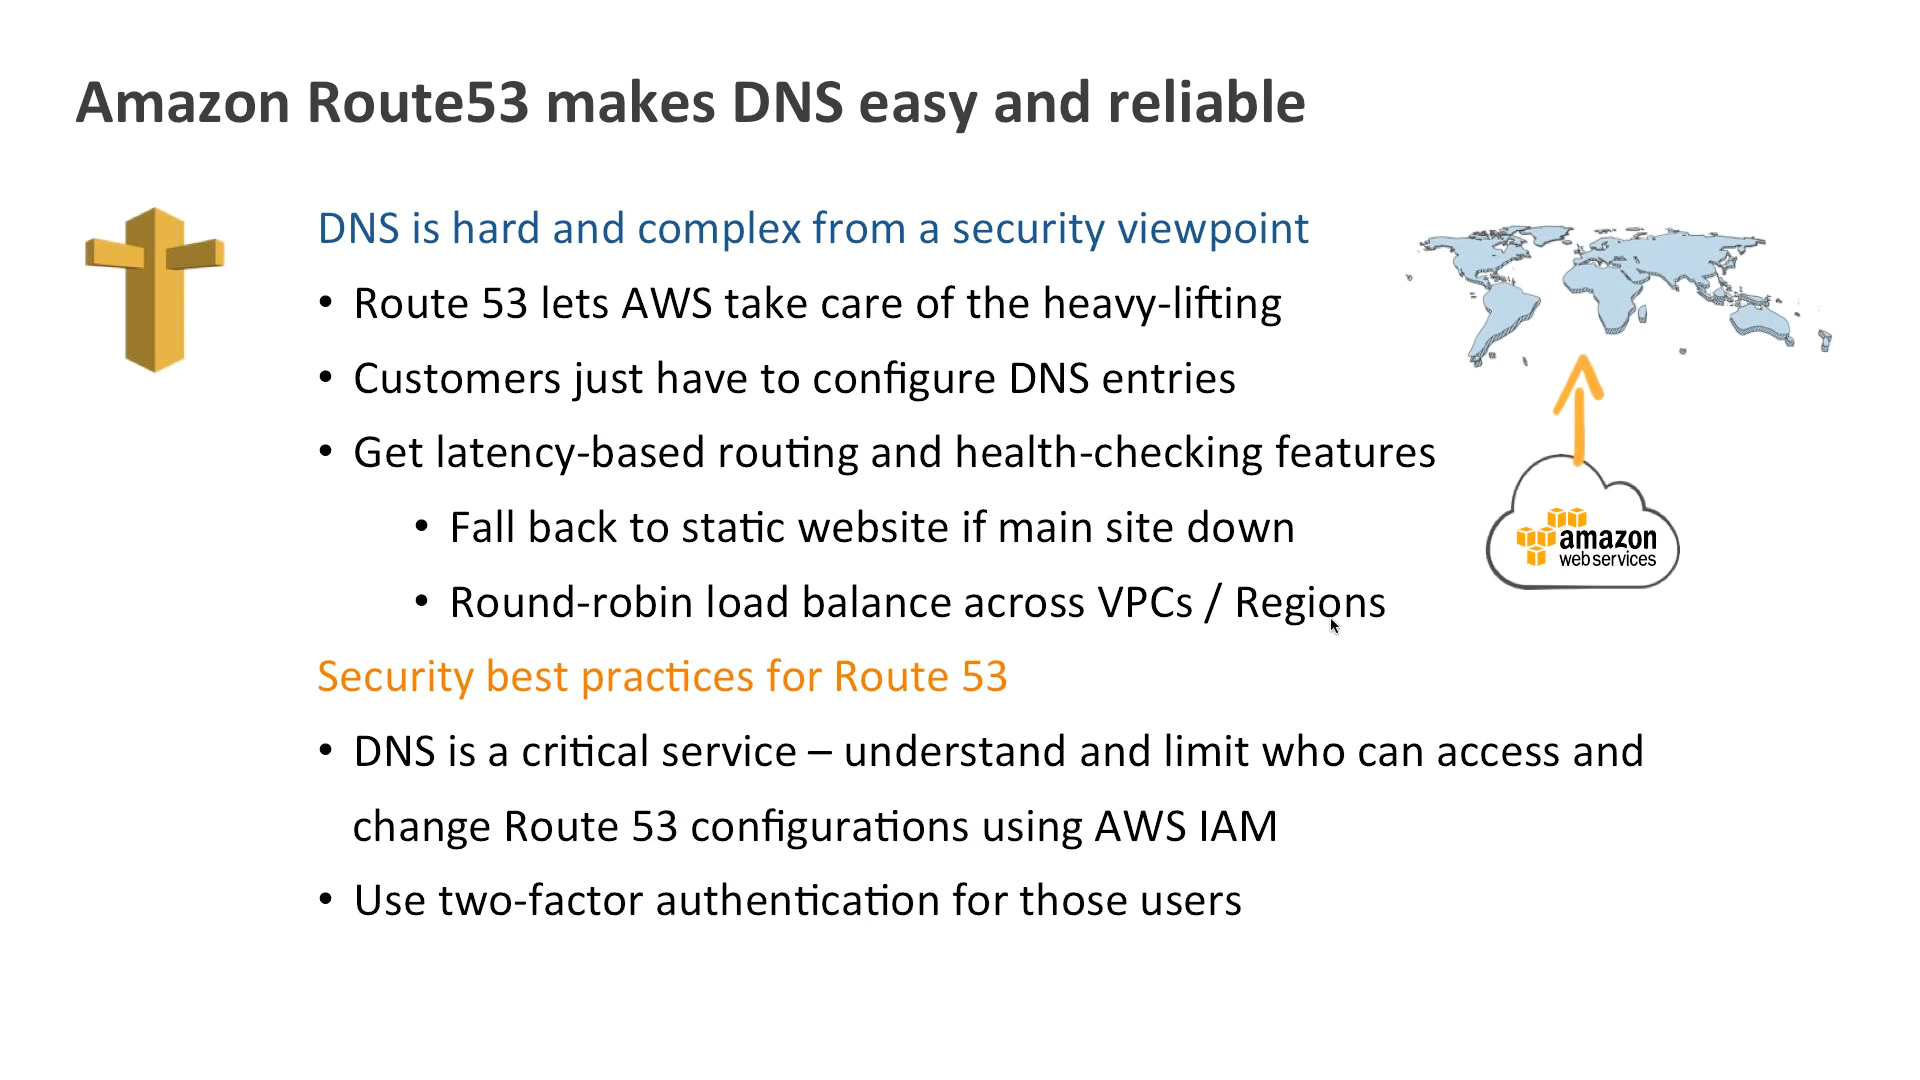 Amazon Route53 makes DNS easy and reliable
DNS is hard and complex from a security viewpoint
• Route 53 lets AWS take care of the heavy-lifting
• Customers just have to configure DNS entries
• Get latency-based routing and health-checking features
• Fall back to static website if main site down
• Round-robin load balance across VPCs / Regions
amazon
webservices
Security best practices for Route 53
• DNS is a critical service – understand and limit who can access and
change Route 53 configurations using AWS IAM
• Use two-factor authentication for those users